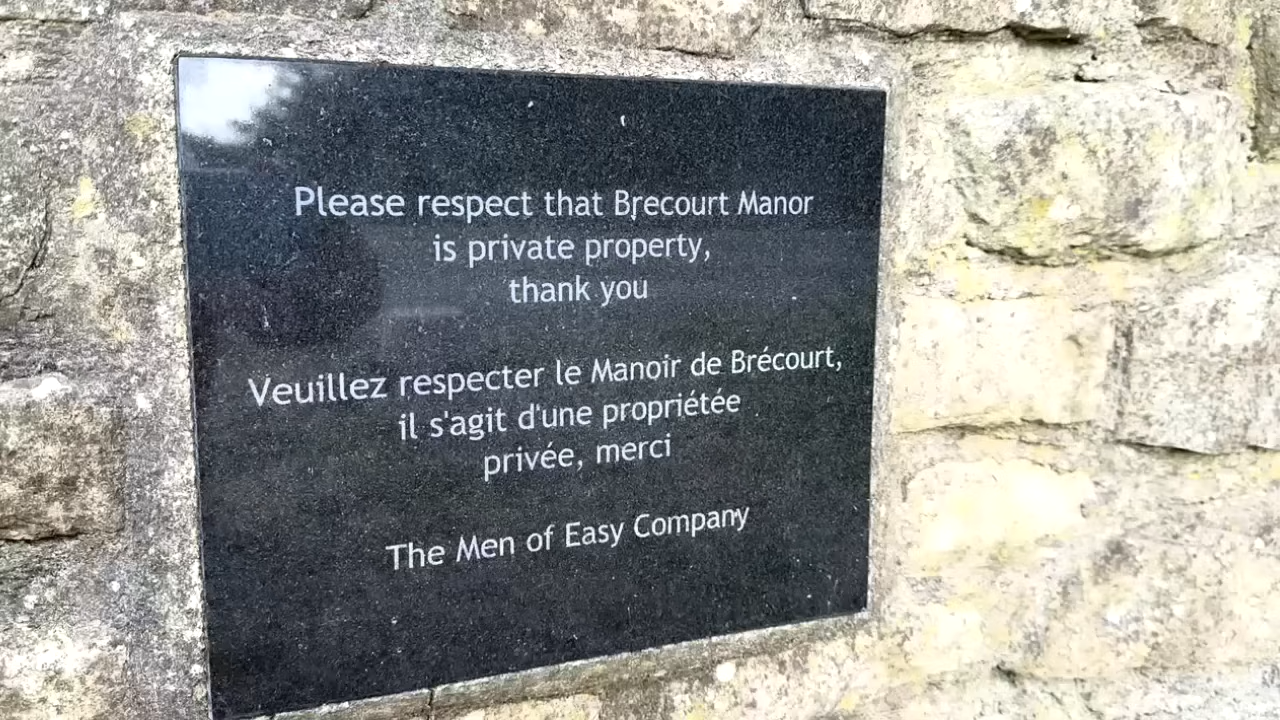 Please respect that Brecourt Manor
is private property,
thank you
Veuillez respecter le Manoir de Brécourt,
il s'agit d'une propriétée
privée, merci
The Men of Easy Company